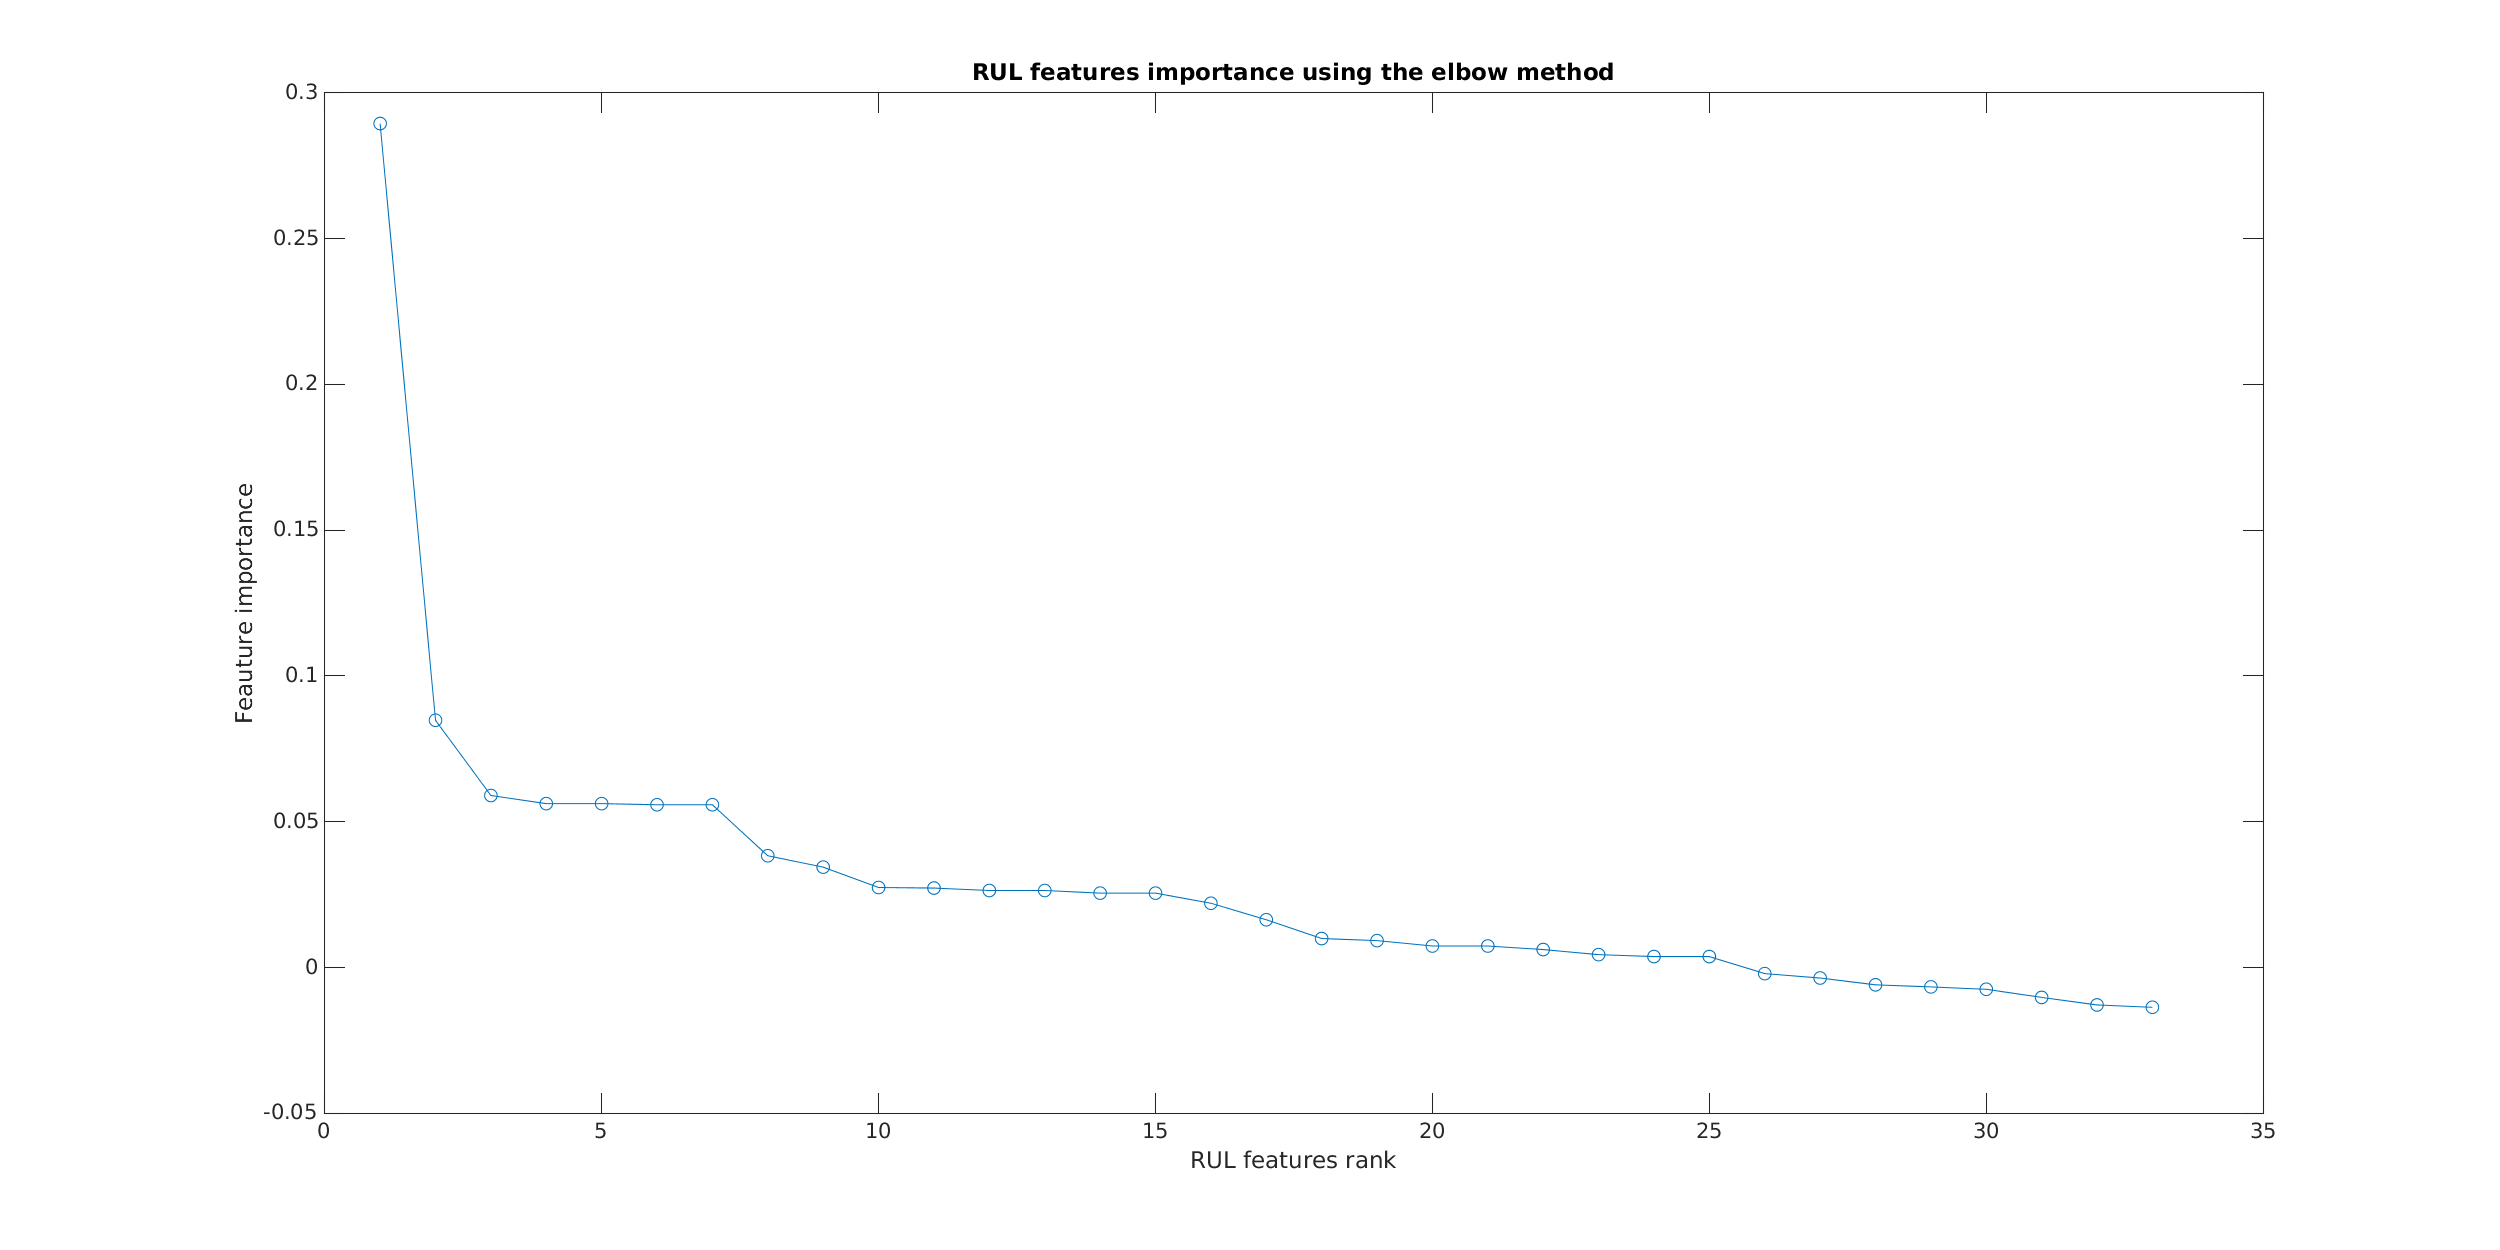 RUL features importance using the elbow method
0.3
0.25
0.2
0.15
0.1
0.05
0
-0.05
Feauture importance
0 5 10 15 20 25 30 35
RUL features rank